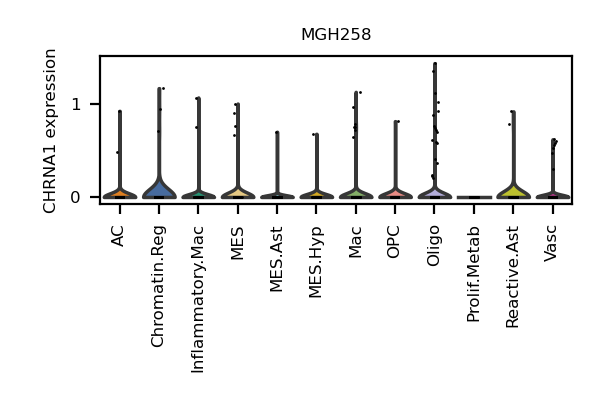 MGH258
CHRNA1 expression
1
0
AC
Chromatin.Reg
Inflammatory.Mac
MES
MES.Ast
MES.Hyp
Mac
OPC
Oligo
Prolif.Metab
Reactive.Ast
Vasc